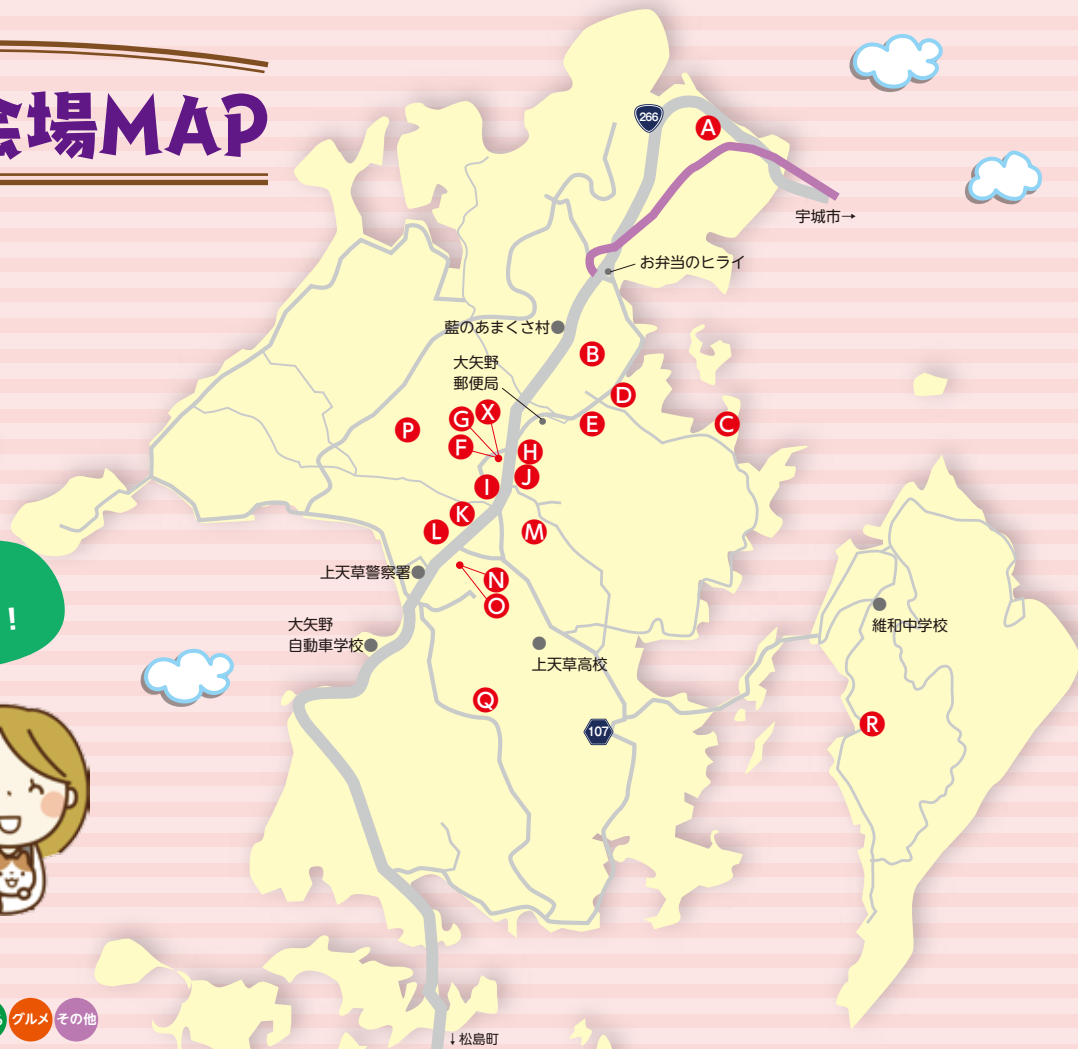 会場MAP
266
A
宇城市→
お弁当のヒライ
藍のあまくさ村
B
大矢野
郵便局
D
X
G
E
C
P
F
H
J
I
K
L
M
上天草警察署
N
O
!
維和中学校
大矢野
自動車学校
上天草高校
Q
R
107
グルメ
その他
↓松島町